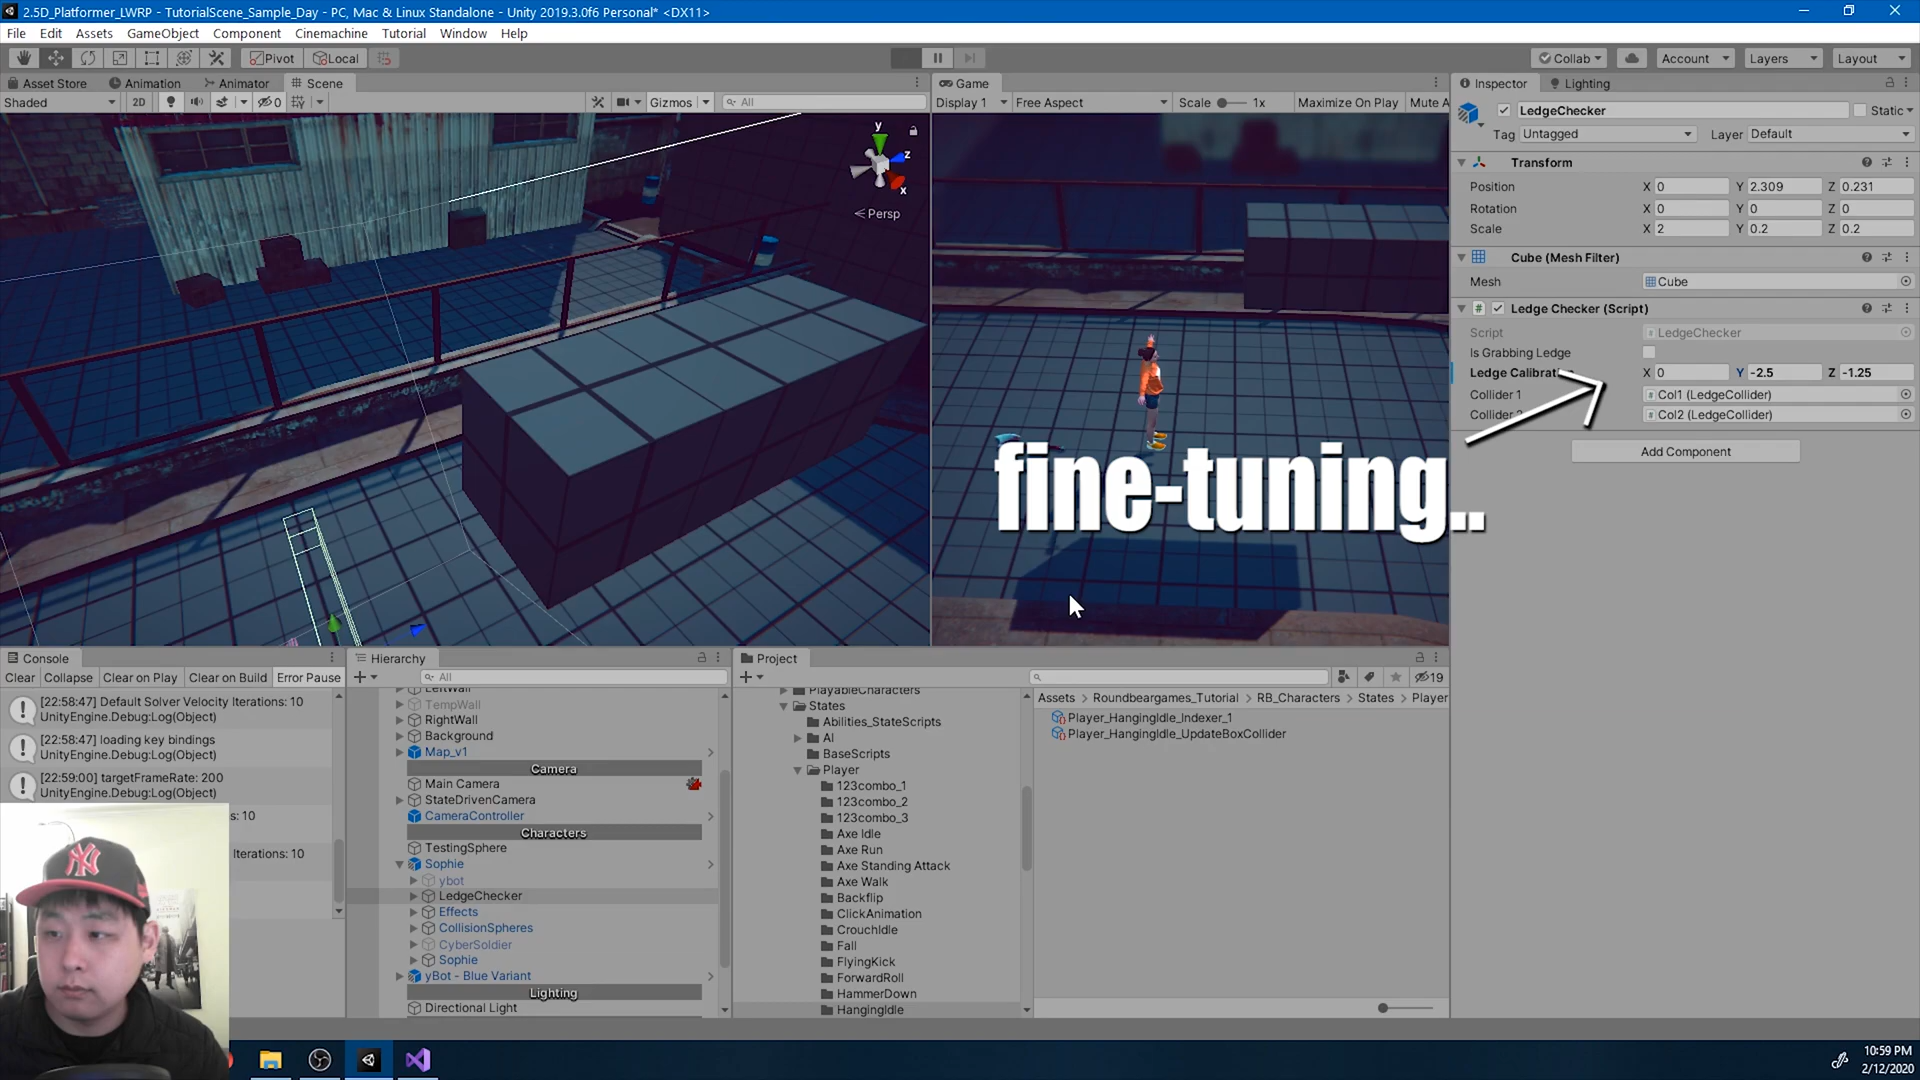 2.5D_Platformer_LWRP - TutorialScene_Sample_Day - PC, Mac & Linux Standalone - Unity 2019.3.0f6 Personal* <DX11>
File Edit Assets GameObject Component Cinemachine Tutorial Window Help
Pivot Local Collab Account Layers Layout
Asset Store Animation Animator Scene
Shaded 2D 0 Gizmos All
y
z
x
Persp
Game
Display 1 Free Aspect Scale 1x Maximize On Play Mute A
fine-tuning..
Inspector Lighting
LedgeChecker Static
Tag Untagged Layer Default
Transform
Position X 0 Y 2.309 Z 0.231
Rotation X 0 Y 0 Z 0
Scale X 2 Y 0.2 Z 0.2
Cube (Mesh Filter)
Mesh Cube
# Ledge Checker (Script)
Script LedgeChecker
Is Grabbing Ledge
Ledge Calibrat X 0 Y -2.5 Z -1.25
Collider 1 Col1 (LedgeCollider)
Collider Col2 (LedgeCollider)
Add Component
Console
Clear Collapse Clear on Play Clear on Build Error Pause
[22:58:47] Default Solver Velocity Iterations: 10
UnityEngine.Debug:Log(Object)
[22:58:47] loading key bindings
UnityEngine.Debug:Log(Object)
[22:59:00] targetFrameRate: 200
UnityEngine.Debug:Log(Object)
s: 10
Iterations: 10
Hierarchy
All
LeftWall
TempWall
RightWall
Background
Map_v1
Camera
Main Camera
StateDrivenCamera
CameraController
Characters
TestingSphere
Sophie
ybot
LedgeChecker
Effects
CollisionSpheres
CyberSoldier
Sophie
yBot - Blue Variant
Lighting
Directional Light
Project
19
PlayableCharacters
States
Abilities_StateScripts
AI
BaseScripts
Player
123combo_1
123combo_2
123combo_3
Axe Idle
Axe Run
Axe Standing Attack
Axe Walk
Backflip
ClickAnimation
CrouchIdle
Fall
FlyingKick
ForwardRoll
HammerDown
HangingIdle
Assets > Roundbeargames_Tutorial > RB_Characters > States > Player
Player_HangingIdle_Indexer_1
Player_HangingIdle_UpdateBoxCollider
10:59 PM
2/12/2020